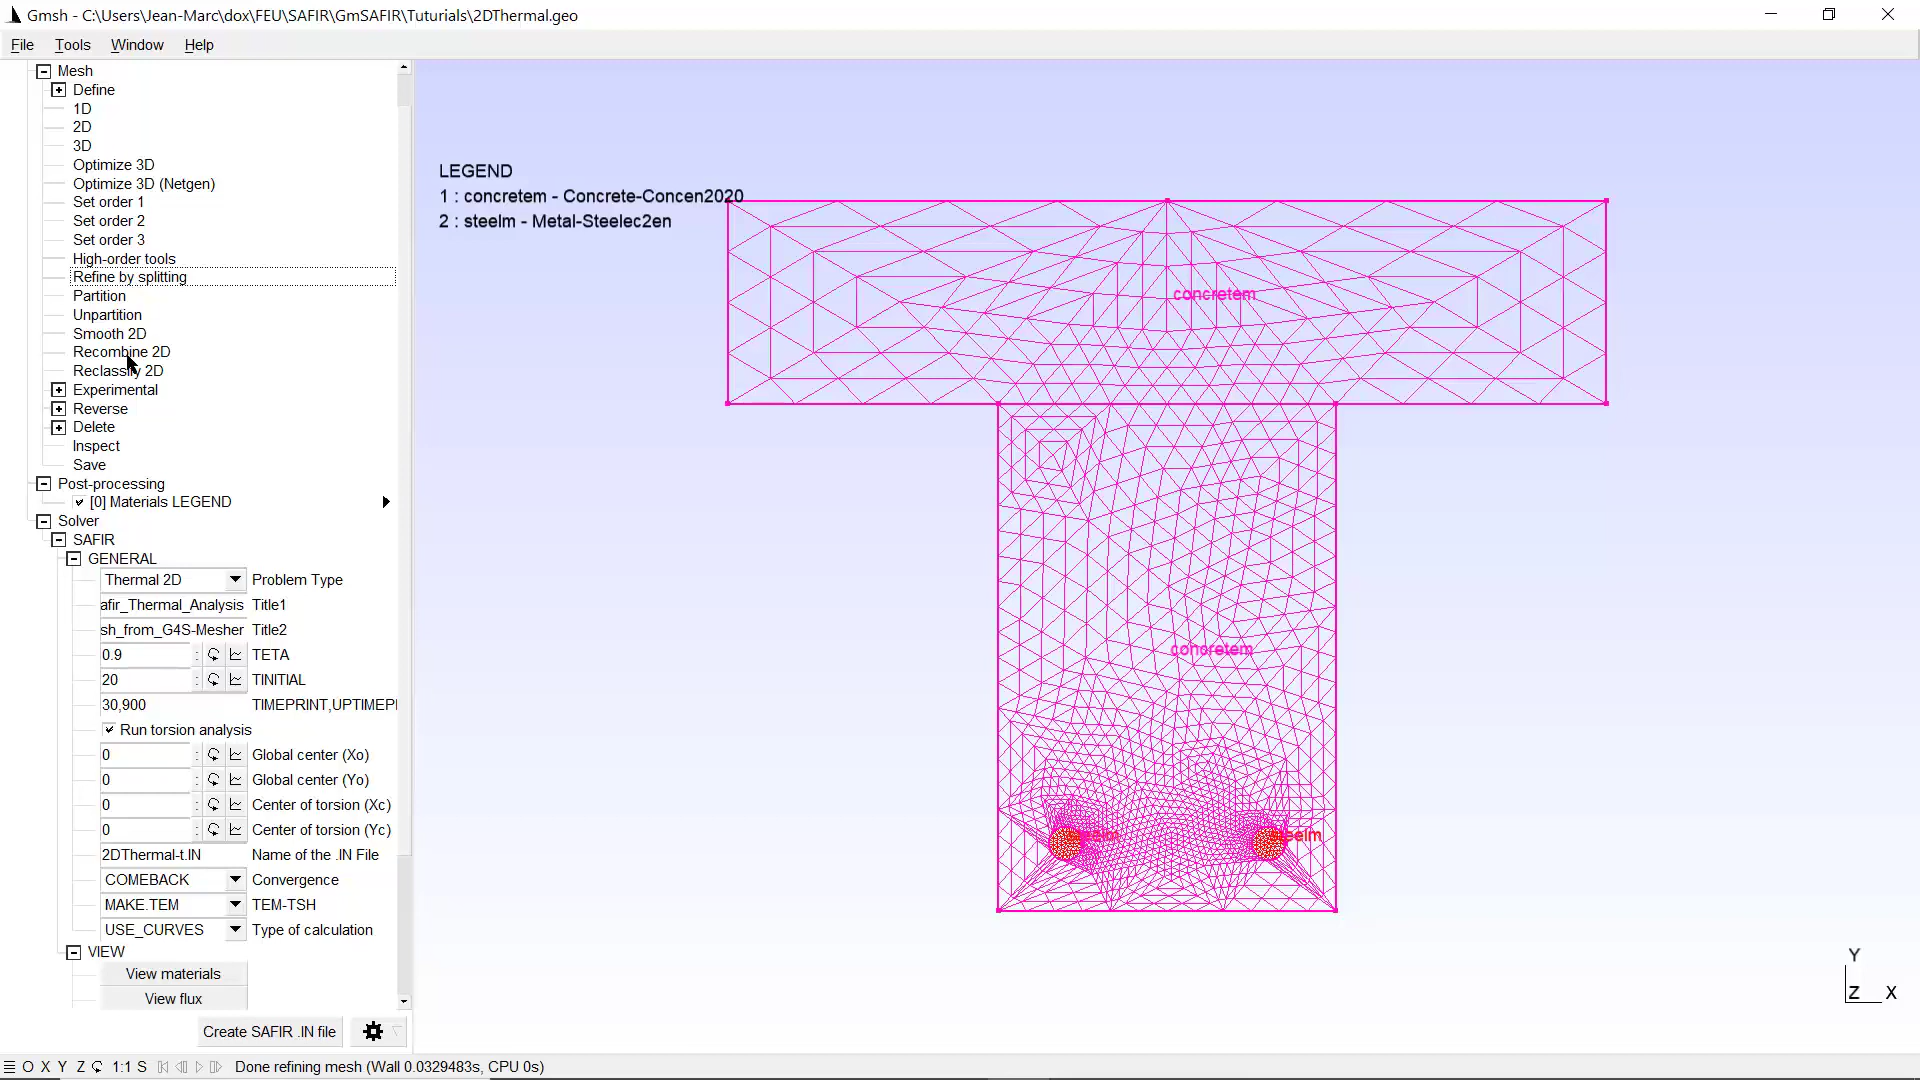 Gmsh - C:\Users\Jean-Marc\dox\FEU\SAFIR\GmSAFIR\Tuturials\2DThermal.geo
File Tools Window Help
Mesh
Define
1D
2D
3D
Optimize 3D
Optimize 3D (Netgen)
Set order 1
Set order 2
Set order 3
High-order tools
Refine by splitting
Partition
Unpartition
Smooth 2D
Recombine 2D
Reclassify 2D
Experimental
Reverse
Delete
Inspect
Save
Post-processing
[0] Materials LEGEND
Solver
SAFIR
GENERAL
Thermal 2D Problem Type
afir_Thermal_Analysis Title1
sh_from_G4S-Mesher Title2
0.9 : TETA
20 : TINITIAL
30,900 TIMEPRINT,UPTIMEPI
Run torsion analysis
0 : Global center (Xo)
0 : Global center (Yo)
0 : Center of torsion (Xc)
0 : Center of torsion (Yc)
2DThermal-t.IN Name of the .IN File
COMEBACK Convergence
MAKE.TEM TEM-TSH
USE_CURVES Type of calculation
VIEW
View materials
View flux
Create SAFIR .IN file
LEGEND
1 : concretem - Concrete-Concen2020
2 : steelm - Metal-Steelec2en
concretem
concretem
steelm
steelm
Y
Z X
O X Y Z 1:1 S Done refining mesh (Wall 0.0329483s, CPU 0s)